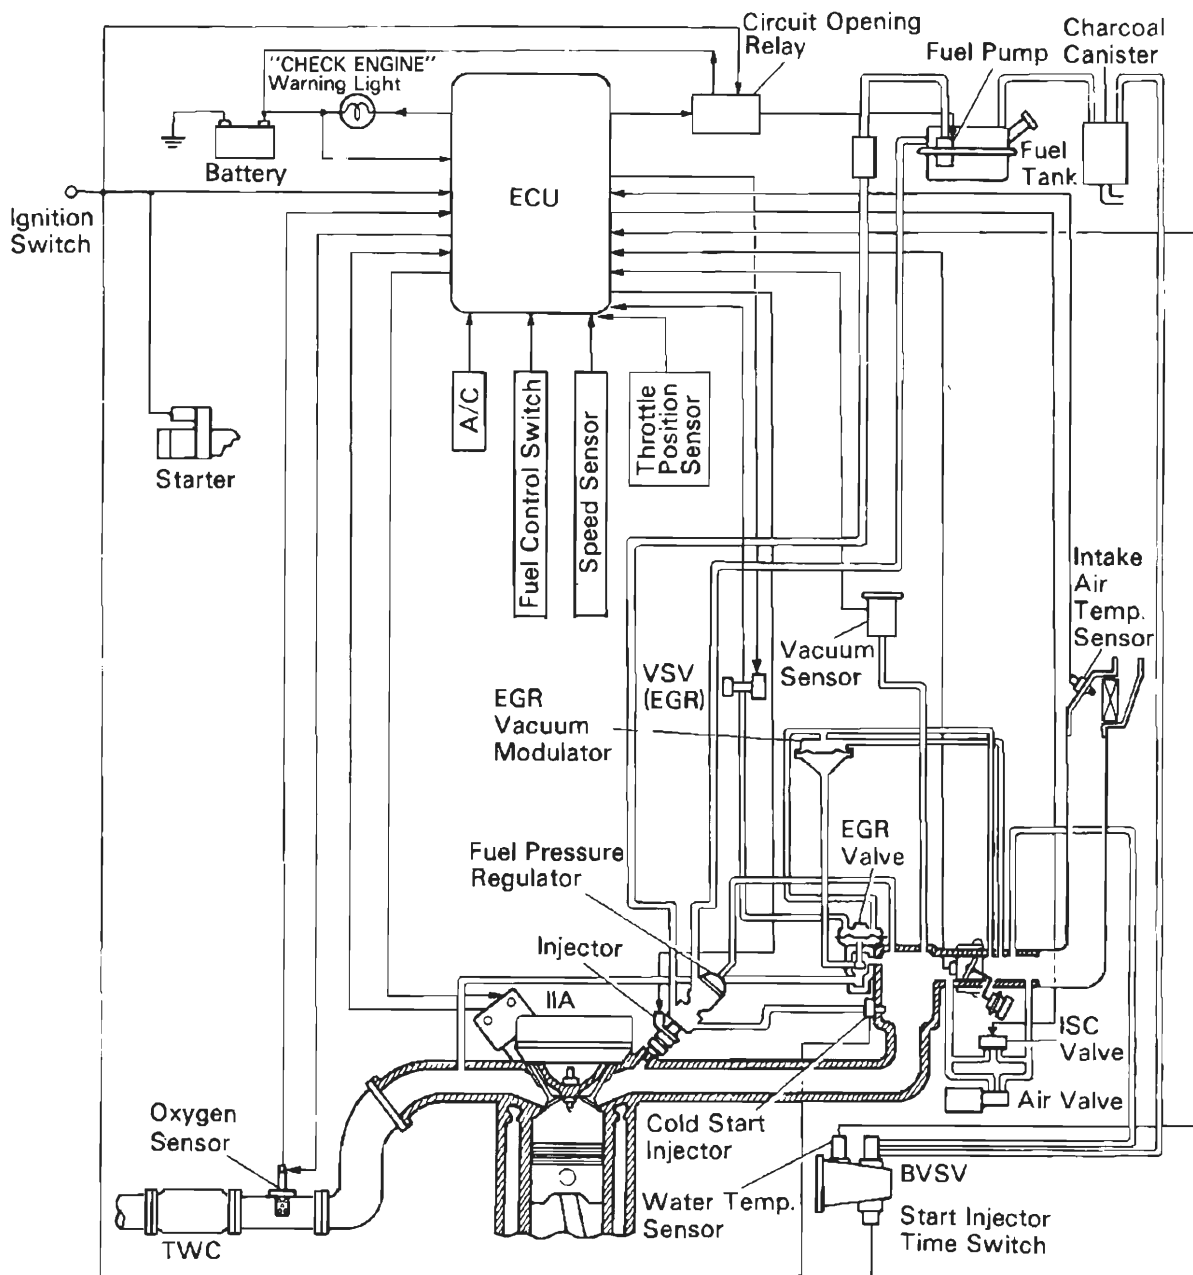 Circuit Opening
Relay
Charcoal
Canister
Fuel Pump
"CHECK ENGINE"
Warning Light
Battery
Fuel
Tank
ECU
Ignition
Switch
A/C
Fuel Control Switch
Speed Sensor
Throttle
Position
Sensor
Starter
Intake
Air
Temp.
Sensor
Vacuum
Sensor
VSV
(EGR)
EGR
Vacuum
Modulator
EGR
Valve
Fuel Pressure
Regulator
Injector
IIA
ISC
Valve
Air Valve
Oxygen
Sensor
Cold Start
Injector
BVSV
Water Temp.
Sensor
Start Injector
Time Switch
TWC